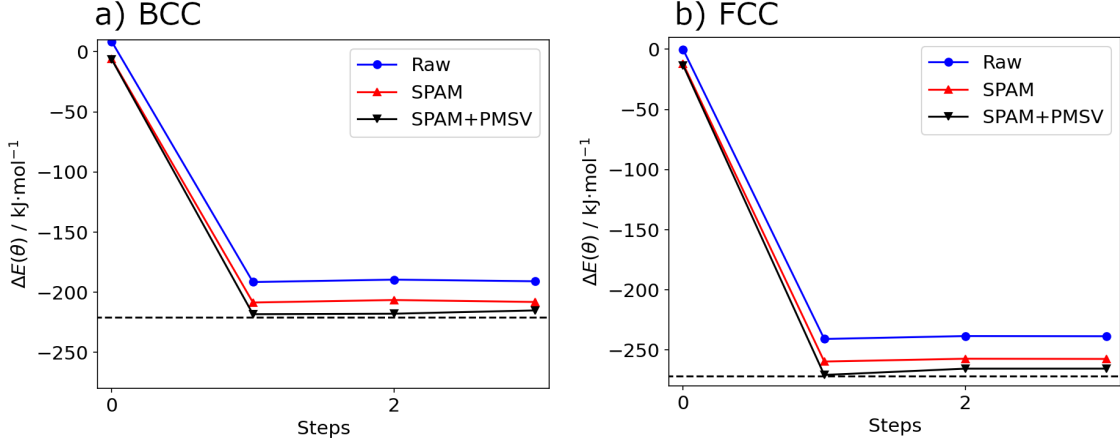 a) BCC
0
−50
−100
−150
−200
−250
ΔE(θ) / kJ·mol⁻¹
Raw
SPAM
SPAM+PMSV
0
2
Steps
b) FCC
0
−50
−100
−150
−200
−250
ΔE(θ) / kJ·mol⁻¹
Raw
SPAM
SPAM+PMSV
0
2
Steps